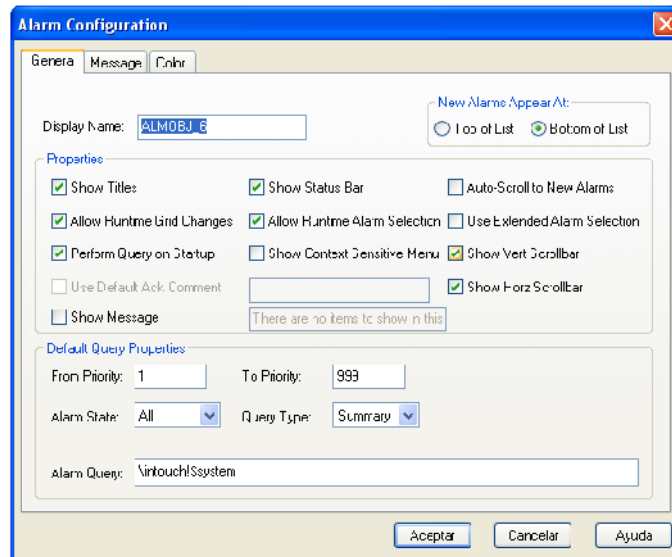 Alarm Configuration
General Message Color
New Alarms Appear At:
Display Name: ALMOBJ_6 Top of List Bottom of List
Properties
Show Titles Show Status Bar Auto-Scroll to New Alarms
Allow Runtime Grid Changes Allow Runtime Alarm Selection Use Extended Alarm Selection
Perform Query on Startup Show Context Sensitive Menu Show Vert Scrollbar
Use Default Ack Comment Show Horz Scrollbar
Show Message There are no items to show in this
Default Query Properties
From Priority: 1 To Priority: 999
Alarm State: All Query Type: Summary
Alarm Query: \intouch!$system
Aceptar Cancelar Ayuda